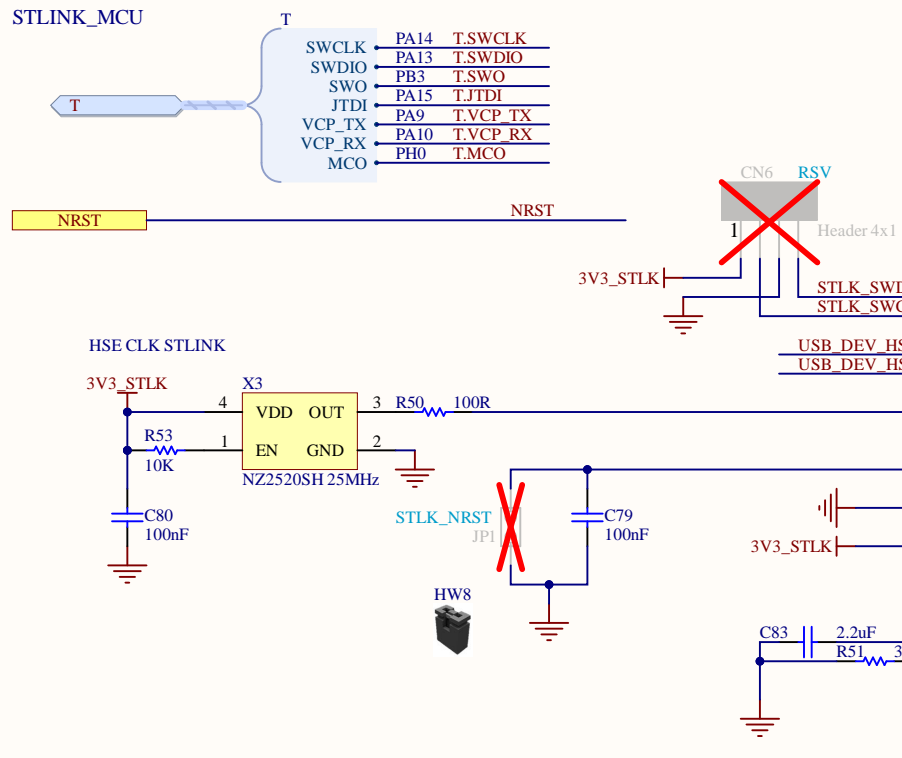 STLINK_MCU
T
SWCLK PA14 T.SWCLK
SWDIO PA13 T.SWDIO
SWO PB3 T.SWO
T
JTDI PA15 T.JTDI
VCP_TX PA9 T.VCP_TX
VCP_RX PA10 T.VCP_RX
MCO PH0 T.MCO
CN6 RSV
NRST NRST
1 Header 4x1
3V3_STLK
STLK_SWD
STLK_SWO
HSE CLK STLINK
USB_DEV_HS
USB_DEV_HS
3V3_STLK X3
4 VDD OUT 3 R50 100R
R53
10K
1 EN GND 2
NZ2520SH 25MHz
C80
100nF
STLK_NRST
JP1
C79
100nF
3V3_STLK
HW8
C83 2.2uF
R51 3